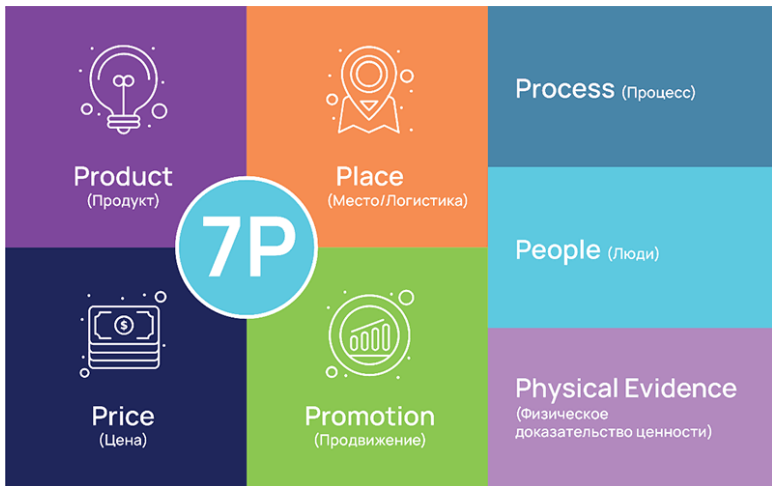 Product
(Продукт)
Place
(Место/Логистика)
7P
Price
(Цена)
$
Promotion
(Продвижение)
Process (Процесс)
People (Люди)
Physical Evidence
(Физическое
доказательство ценности)